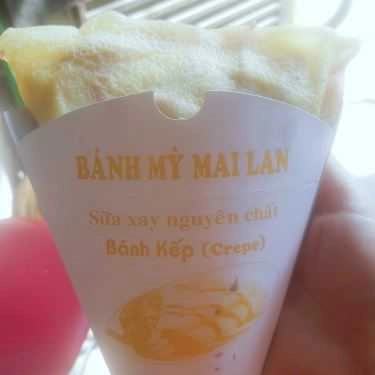 BÁNH MỲ MAI LAN
Sữa xay nguyên chất
Bánh Kếp (Crepe)